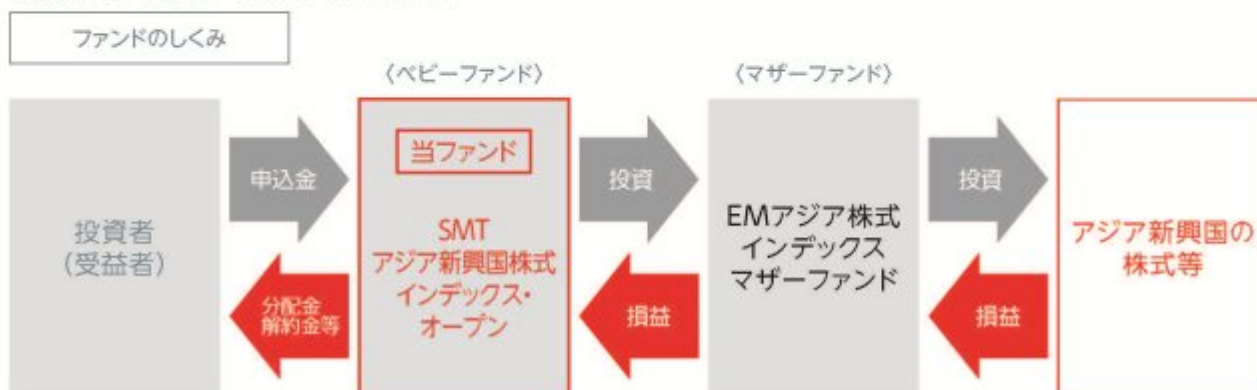 ファンドのしくみ
〈ベビーファンド〉
〈マザーファンド〉
投資者
(受益者)
申込金
分配金
解約金等
当ファンド
SMT
アジア新興国株式
インデックス・
オープン
投資
損益
EMアジア株式
インデックス
マザーファンド
投資
損益
アジア新興国の
株式等